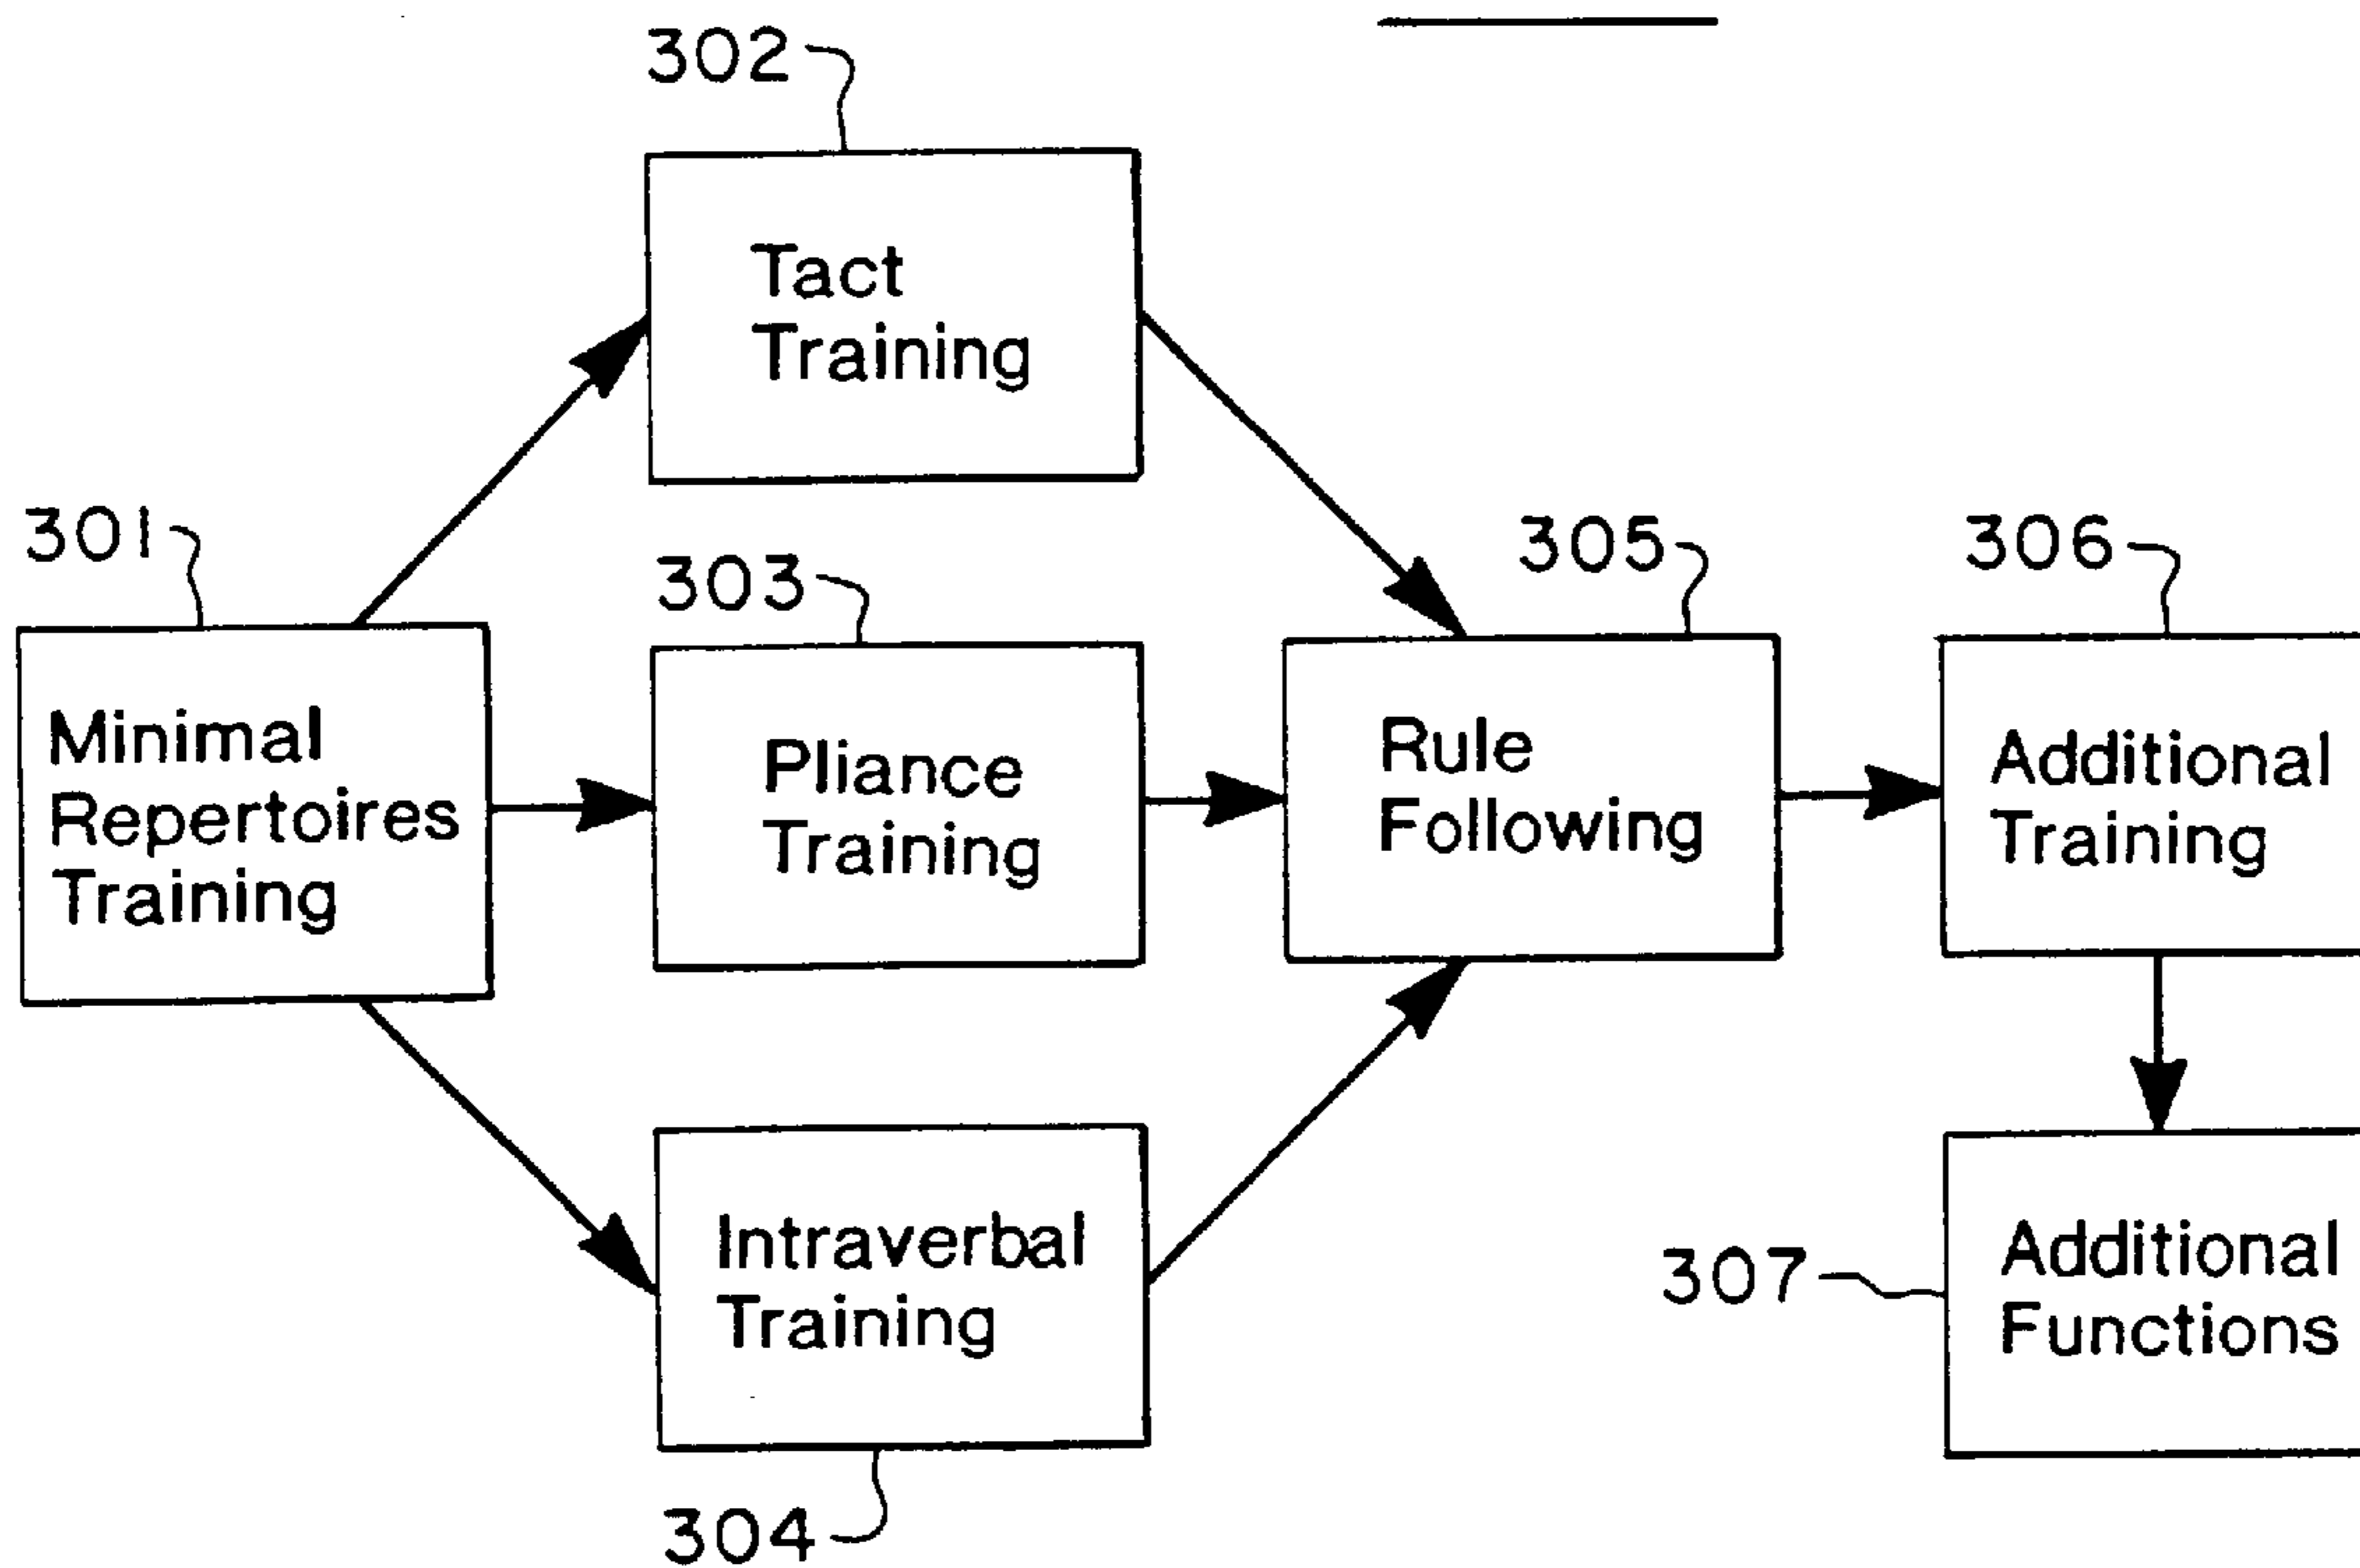 302
Tact
Training
301
Minimal
Repertoires
Training
303
Pliance
Training
305
Rule
Following
306
Additional
Training
Intraverbal
Training
304
307
Additional
Functions